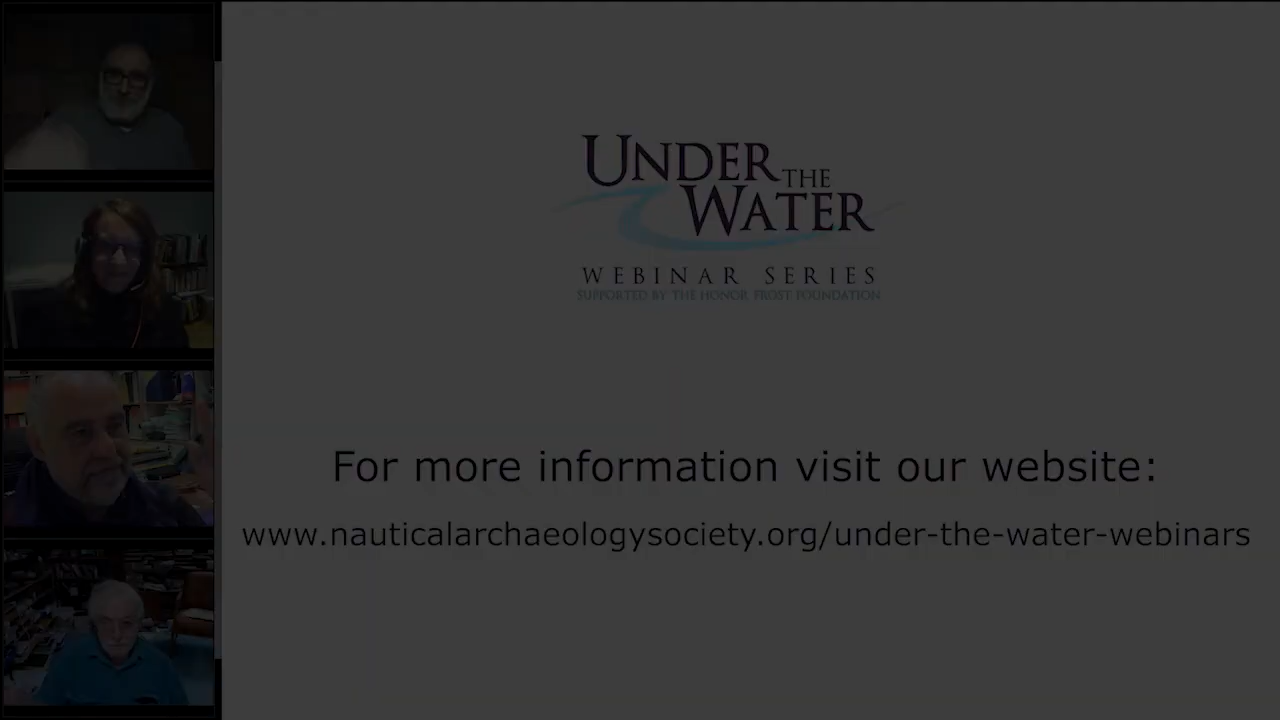 UNDER THE
WATER
WEBINAR SERIES
SUPPORTED BY THE HONOR FROST FOUNDATION
For more information visit our website:
www.nauticalarchaeologysociety.org/under-the-water-webinars